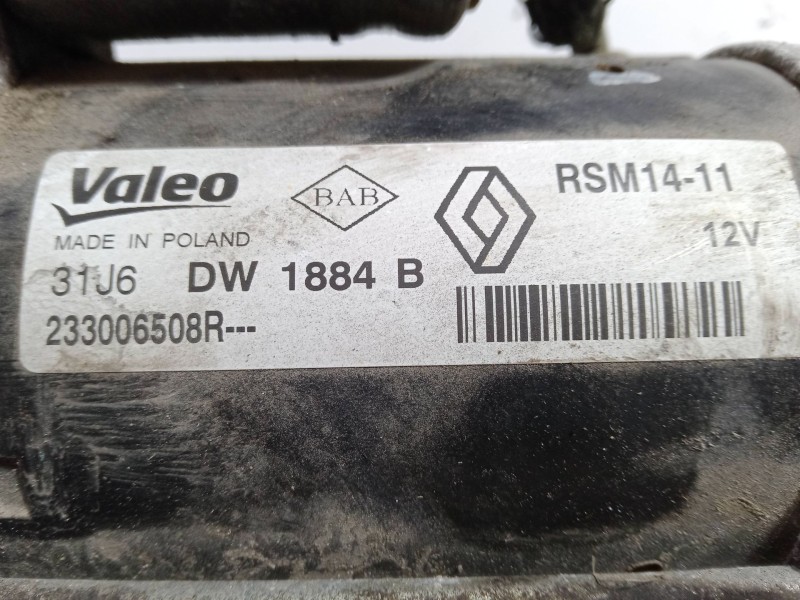 Valeo
BAB
RSM14-11
MADE IN POLAND
12V
31J6 DW 1884 B
233006508R---